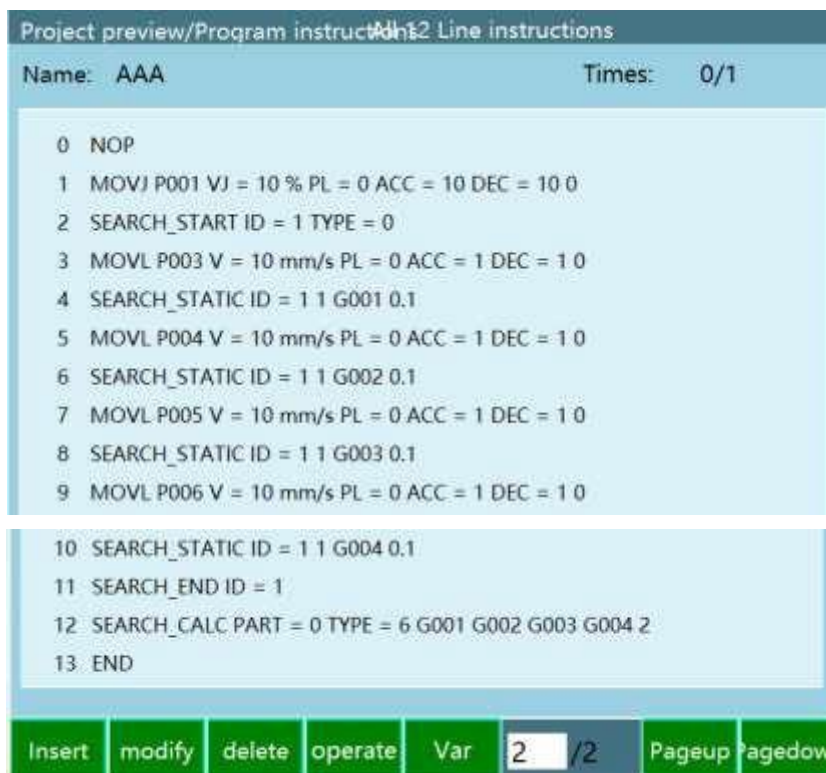 Project preview/Program instructions All 12 Line instructions
Name: AAA Times: 0/1
0 NOP
1 MOVJ P001 VJ = 10 % PL = 0 ACC = 10 DEC = 10 0
2 SEARCH_START ID = 1 TYPE = 0
3 MOVL P003 V = 10 mm/s PL = 0 ACC = 1 DEC = 1 0
4 SEARCH_STATIC ID = 1 1 G001 0.1
5 MOVL P004 V = 10 mm/s PL = 0 ACC = 1 DEC = 1 0
6 SEARCH_STATIC ID = 1 1 G002 0.1
7 MOVL P005 V = 10 mm/s PL = 0 ACC = 1 DEC = 1 0
8 SEARCH_STATIC ID = 1 1 G003 0.1
9 MOVL P006 V = 10 mm/s PL = 0 ACC = 1 DEC = 1 0
10 SEARCH_STATIC ID = 1 1 G004 0.1
11 SEARCH_END ID = 1
12 SEARCH_CALC PART = 0 TYPE = 6 G001 G002 G003 G004 2
13 END
Insert modify delete operate Var 2 /2 Pageup Pagedow